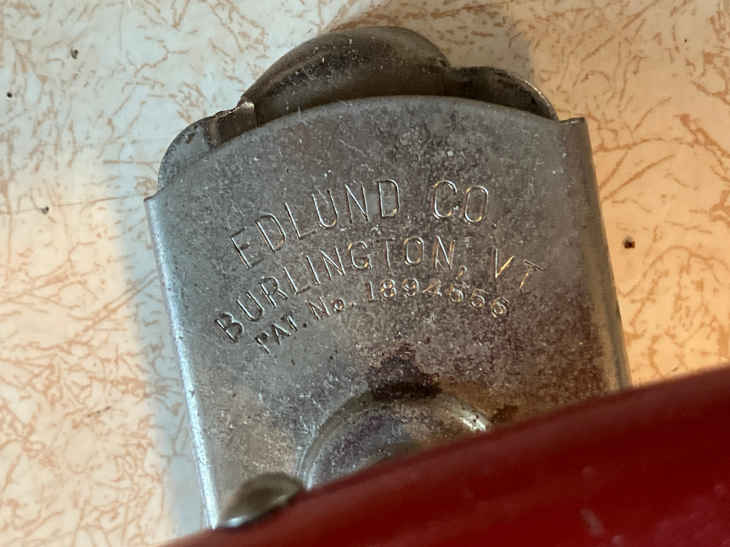 EDLUND CO.
BURLINGTON, VT
PAT. No. 1894556